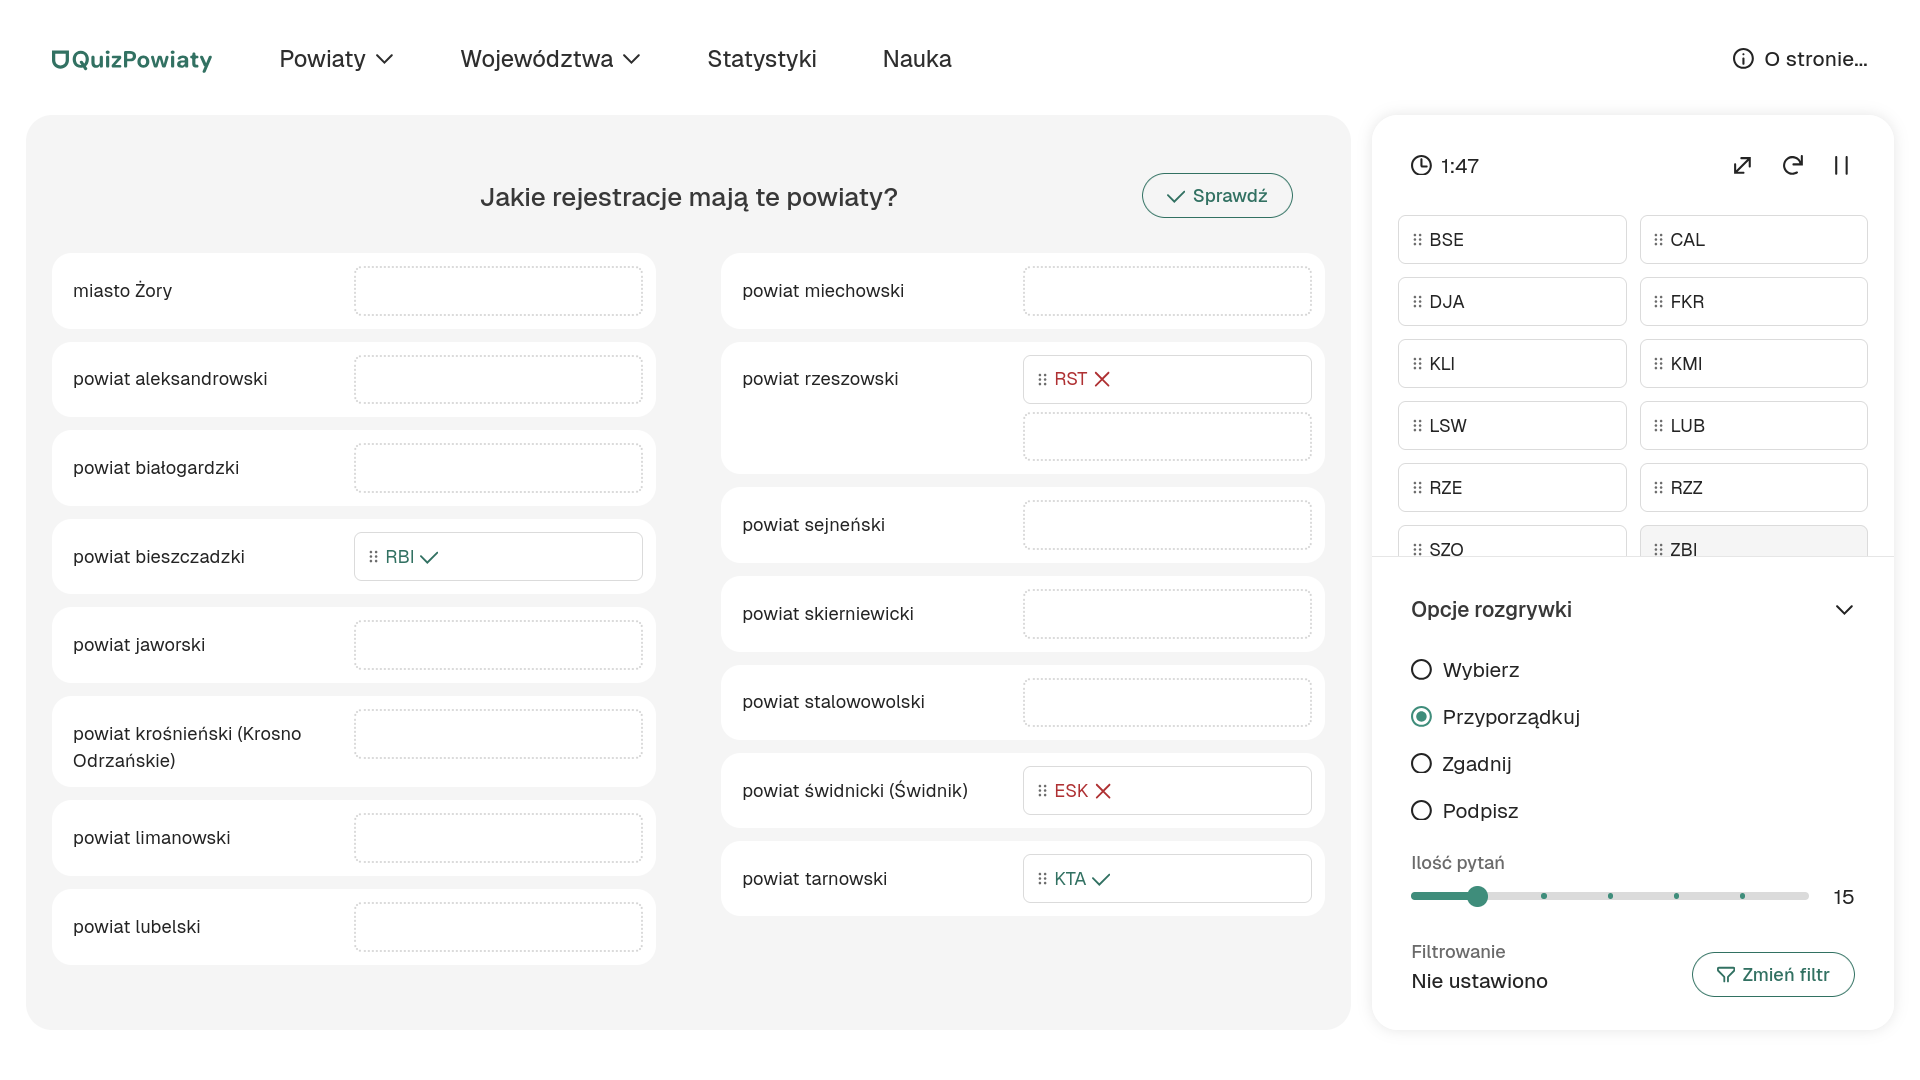 QuizPowiaty
Powiaty
Województwa
Statystyki
Nauka
O stronie...
Jakie rejestracje mają te powiaty?
Sprawdź
miasto Żory
powiat aleksandrowski
powiat białogardzki
powiat bieszczadzki
RBI
powiat jaworski
powiat krośnieński (Krosno
Odrzańskie)
powiat limanowski
powiat lubelski
powiat miechowski
powiat rzeszowski
RST
powiat sejneński
powiat skierniewicki
powiat stalowowolski
powiat świdnicki (Świdnik)
ESK
powiat tarnowski
KTA
1:47
BSE
CAL
DJA
FKR
KLI
KMI
LSW
LUB
RZE
RZZ
SZO
ZBI
Opcje rozgrywki
Wybierz
Przyporządkuj
Zgadnij
Podpisz
Ilość pytań
15
Filtrowanie
Nie ustawiono
Zmień filtr